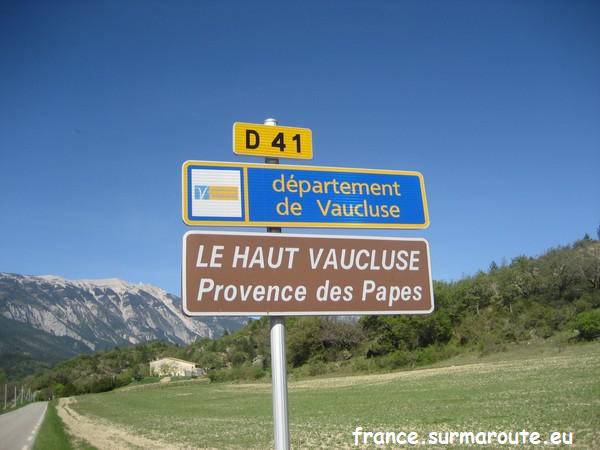 D 41
département
de Vaucluse
LE HAUT VAUCLUSE
Provence des Papes
france.surmaroute.eu